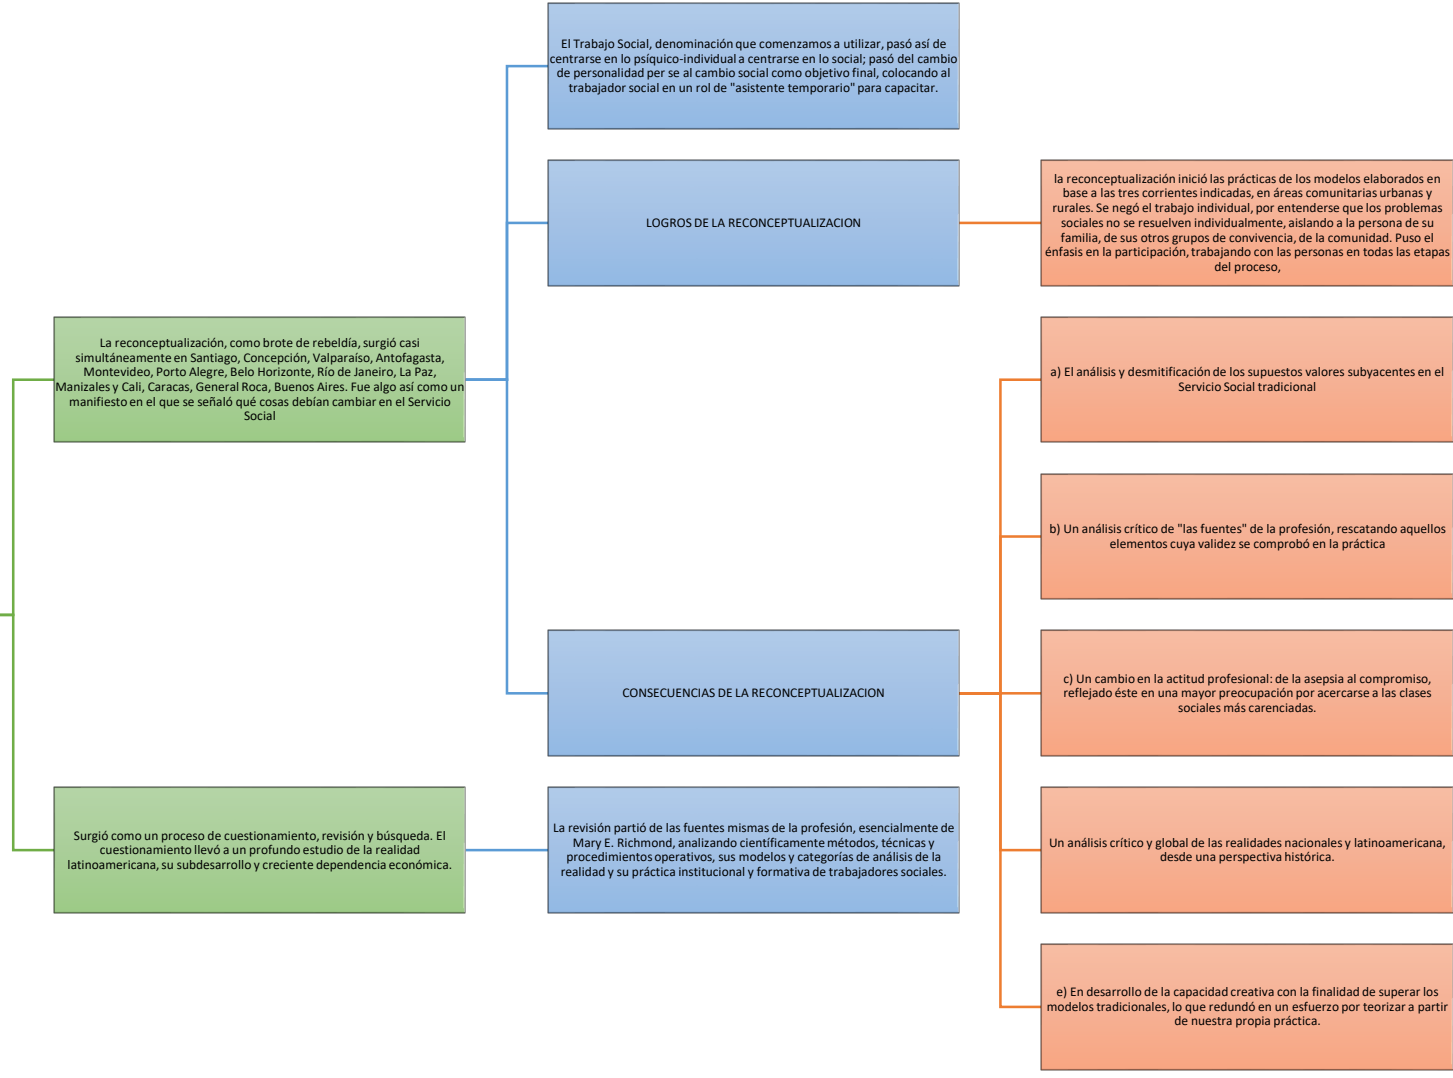 El Trabajo Social, denominación que comenzamos a utilizar, pasó así de
centrarse en lo psíquico-individual a centrarse en lo social; pasó del cambio
de personalidad per se al cambio social como objetivo final, colocando al
trabajador social en un rol de "asistente temporario" para capacitar.
LOGROS DE LA RECONCEPTUALIZACION
la reconceptualización inició las prácticas de los modelos elaborados en
base a las tres corrientes indicadas, en áreas comunitarias urbanas y
rurales. Se negó el trabajo individual, por entenderse que los problemas
sociales no se resuelven individualmente, aislando a la persona de su
familia, de sus otros grupos de convivencia, de la comunidad. Puso el
énfasis en la participación, trabajando con las personas en todas las etapas
del proceso,
La reconceptualización, como brote de rebeldía, surgió casi
simultáneamente en Santiago, Concepción, Valparaíso, Antofagasta,
Montevideo, Porto Alegre, Belo Horizonte, Río de Janeiro, La Paz,
Manizales y Cali, Caracas, General Roca, Buenos Aires. Fue algo así como un
manifiesto en el que se señaló qué cosas debían cambiar en el Servicio
Social
a) El análisis y desmitificación de los supuestos valores subyacentes en el
Servicio Social tradicional
b) Un análisis crítico de "las fuentes" de la profesión, rescatando aquellos
elementos cuya validez se comprobó en la práctica
CONSECUENCIAS DE LA RECONCEPTUALIZACION
c) Un cambio en la actitud profesional: de la asepsia al compromiso,
reflejado éste en una mayor preocupación por acercarse a las clases
sociales más carenciadas.
Surgió como un proceso de cuestionamiento, revisión y búsqueda. El
cuestionamiento llevó a un profundo estudio de la realidad
latinoamericana, su subdesarrollo y creciente dependencia económica.
La revisión partió de las fuentes mismas de la profesión, esencialmente de
Mary E. Richmond, analizando científicamente métodos, técnicas y
procedimientos operativos, sus modelos y categorías de análisis de la
realidad y su práctica institucional y formativa de trabajadores sociales.
Un análisis crítico y global de las realidades nacionales y latinoamericana,
desde una perspectiva histórica.
e) En desarrollo de la capacidad creativa con la finalidad de superar los
modelos tradicionales, lo que redundó en un esfuerzo por teorizar a partir
de nuestra propia práctica.